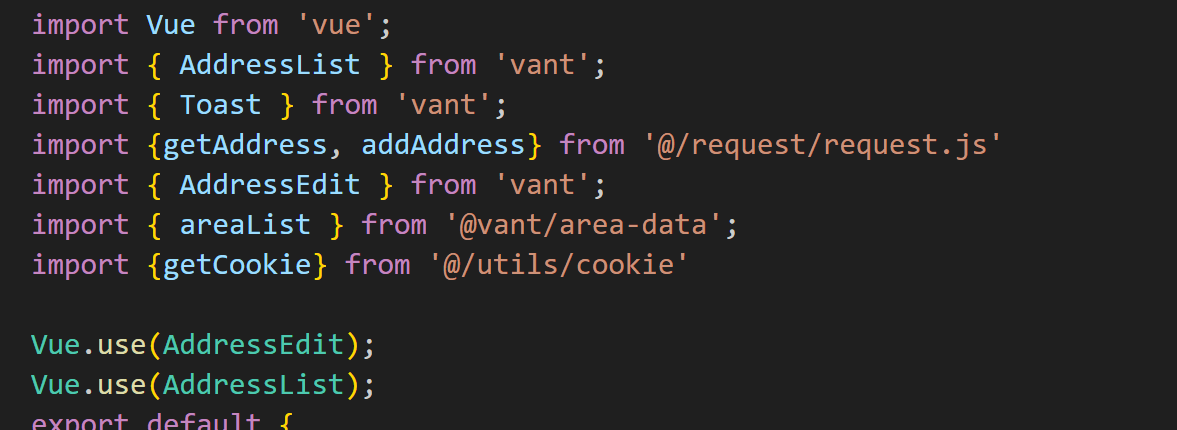 import Vue from 'vue';
import { AddressList } from 'vant';
import { Toast } from 'vant';
import {getAddress, addAddress} from '@/request/request.js'
import { AddressEdit } from 'vant';
import { areaList } from '@vant/area-data';
import {getCookie} from '@/utils/cookie'
Vue.use(AddressEdit);
Vue.use(AddressList);
export default {